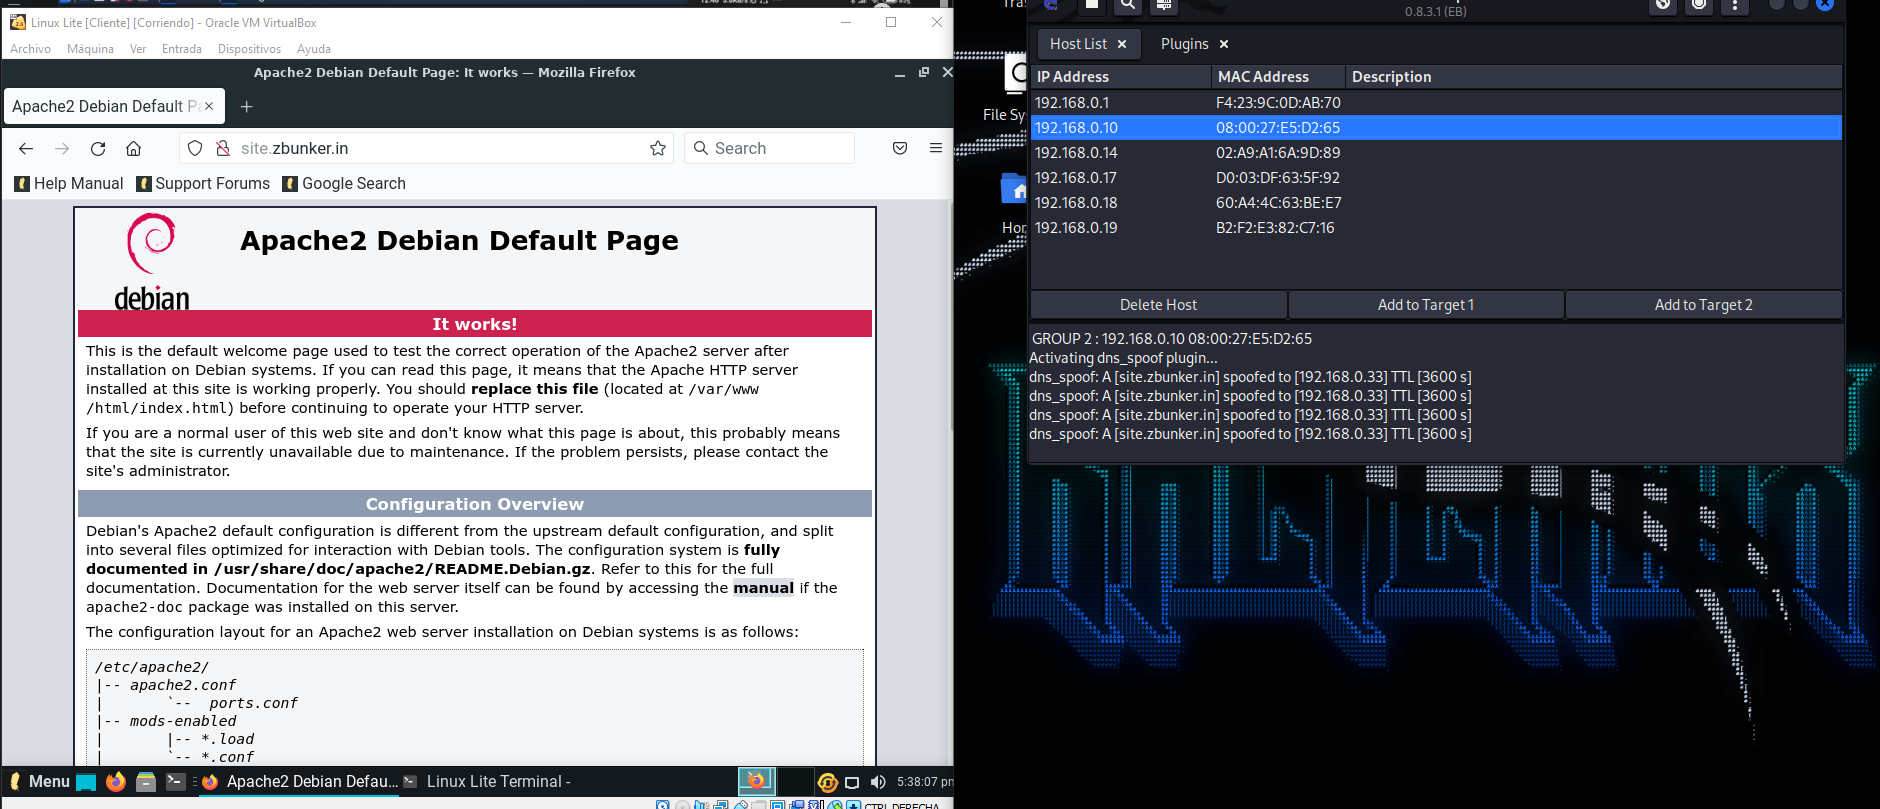 Linux Lite [Cliente] [Corriendo] - Oracle VM VirtualBox
Archivo Máquina Ver Entrada Dispositivos Ayuda
Apache2 Debian Default Page: It works — Mozilla Firefox
Apache2 Debian Default P
site.zbunker.in
Search
Help Manual Support Forums Google Search
debian
Apache2 Debian Default Page
It works!
This is the default welcome page used to test the correct operation of the Apache2 server after
installation on Debian systems. If you can read this page, it means that the Apache HTTP server
installed at this site is working properly. You should replace this file (located at /var/www
/html/index.html) before continuing to operate your HTTP server.
If you are a normal user of this web site and don't know what this page is about, this probably means
that the site is currently unavailable due to maintenance. If the problem persists, please contact the
site's administrator.
Configuration Overview
Debian's Apache2 default configuration is different from the upstream default configuration, and split
into several files optimized for interaction with Debian tools. The configuration system is fully
documented in /usr/share/doc/apache2/README.Debian.gz. Refer to this for the full
documentation. Documentation for the web server itself can be found by accessing the manual if the
apache2-doc package was installed on this server.
The configuration layout for an Apache2 web server installation on Debian systems is as follows:
/etc/apache2/
|-- apache2.conf
|       `--  ports.conf
|-- mods-enabled
|       |-- *.load
|       `-- *.conf
Menu
Apache2 Debian Defau...
Linux Lite Terminal -
5:38:07 pm
CTRL DERECHA
File Sy
Hor
0.8.3.1 (EB)
Host List
Plugins
IP Address MAC Address Description
192.168.0.1 F4:23:9C:0D:AB:70
192.168.0.10 08:00:27:E5:D2:65
192.168.0.14 02:A9:A1:6A:9D:89
192.168.0.17 D0:03:DF:63:5F:92
192.168.0.18 60:A4:4C:63:BE:E7
192.168.0.19 B2:F2:E3:82:C7:16
Delete Host Add to Target 1 Add to Target 2
GROUP 2 : 192.168.0.10 08:00:27:E5:D2:65
Activating dns_spoof plugin...
dns_spoof: A [site.zbunker.in] spoofed to [192.168.0.33] TTL [3600 s]
dns_spoof: A [site.zbunker.in] spoofed to [192.168.0.33] TTL [3600 s]
dns_spoof: A [site.zbunker.in] spoofed to [192.168.0.33] TTL [3600 s]
dns_spoof: A [site.zbunker.in] spoofed to [192.168.0.33] TTL [3600 s]